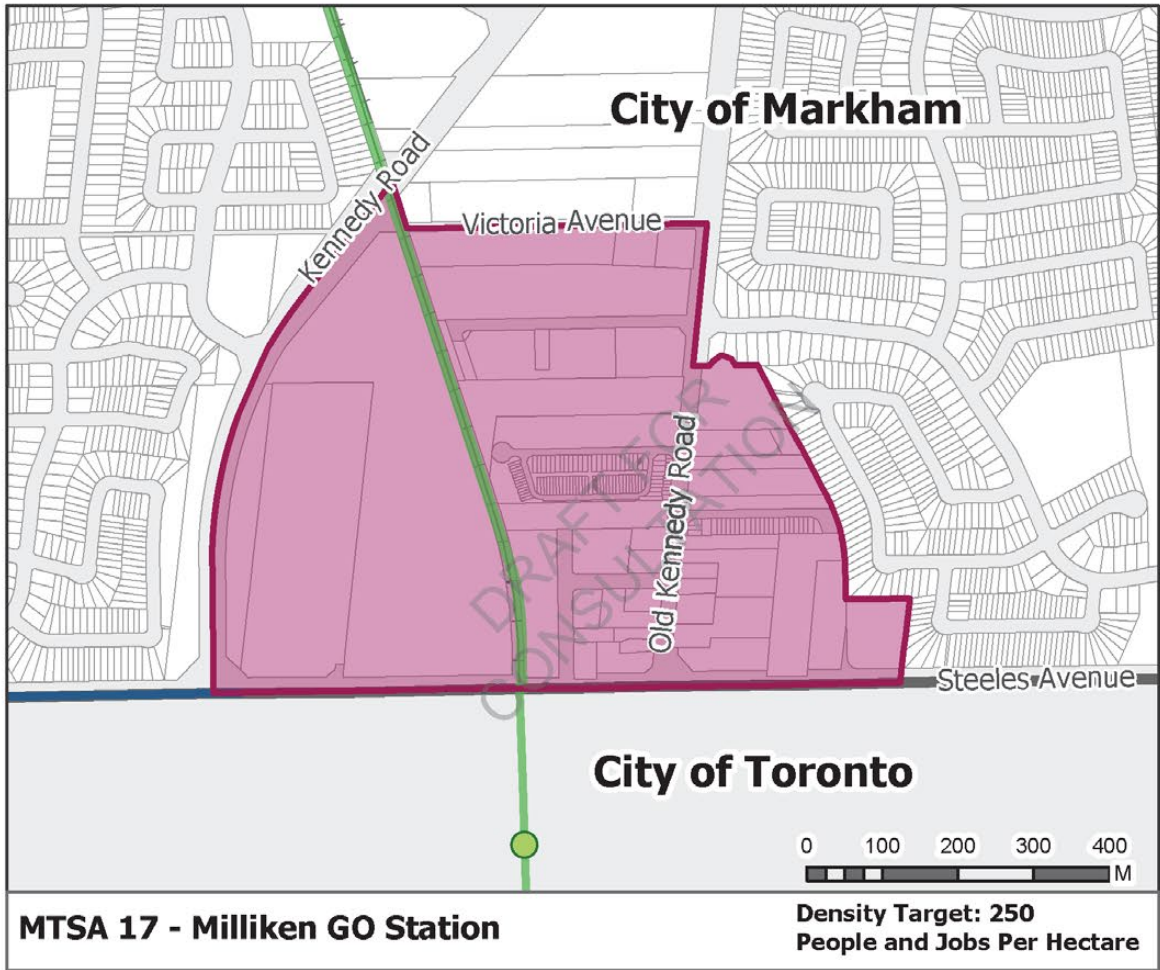 City of Markham
Kennedy Road
Victoria Avenue
DRAFT FOR
CONSULTATION
Old Kennedy Road
Steeles Avenue
City of Toronto
0 100 200 300 400
M
MTSA 17 - Milliken GO Station
Density Target: 250
People and Jobs Per Hectare